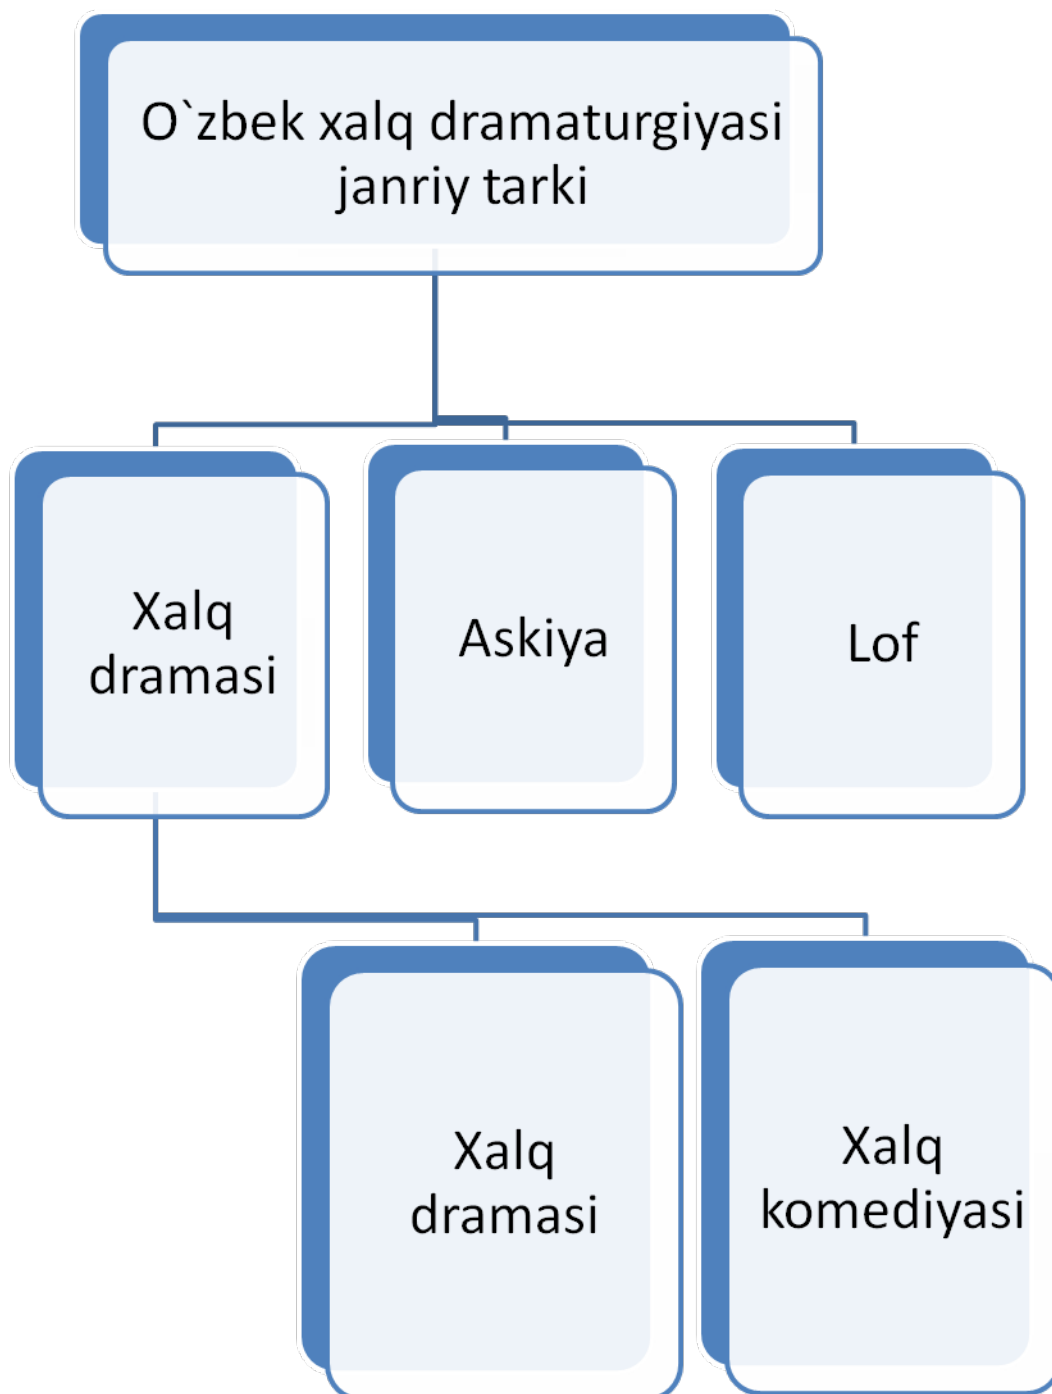 O`zbek xalq dramaturgiyasi
janriy tarki
Xalq
dramasi
Askiya
Lof
Xalq
dramasi
Xalq
komediyasi